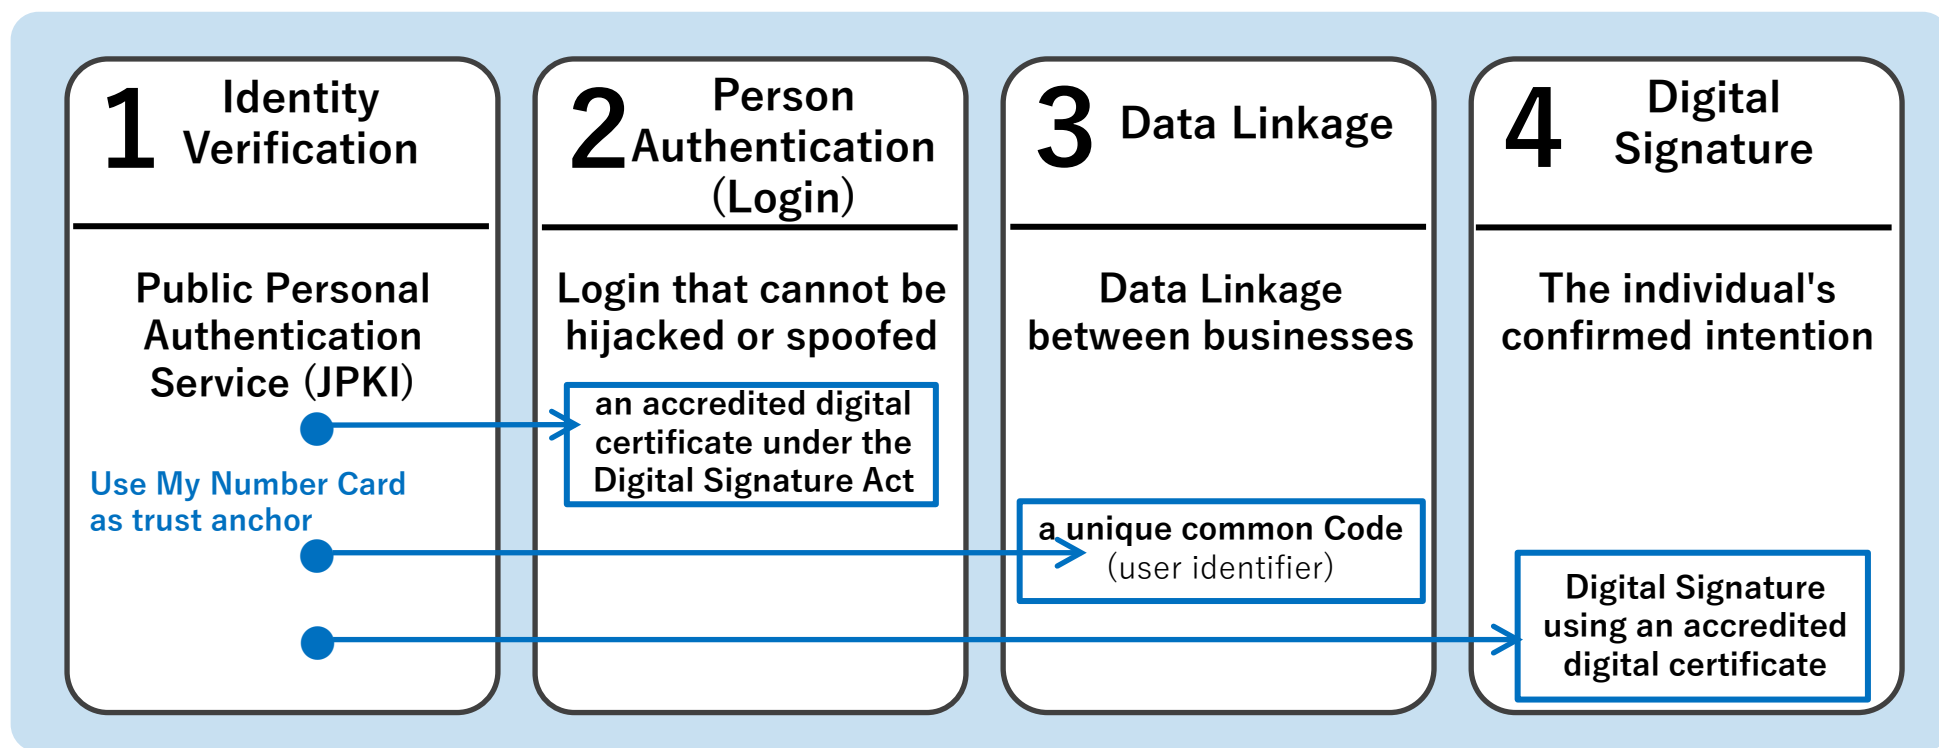 1
Identity
Verification
Public Personal
Authentication
Service (JPKI)
Use My Number Card
as trust anchor
2
Person
Authentication
(Login)
Login that cannot be
hijacked or spoofed
an accredited digital
certificate under the
Digital Signature Act
3
Data Linkage
Data Linkage
between businesses
a unique common Code
(user identifier)
4
Digital
Signature
The individual's
confirmed intention
Digital Signature
using an accredited
digital certificate